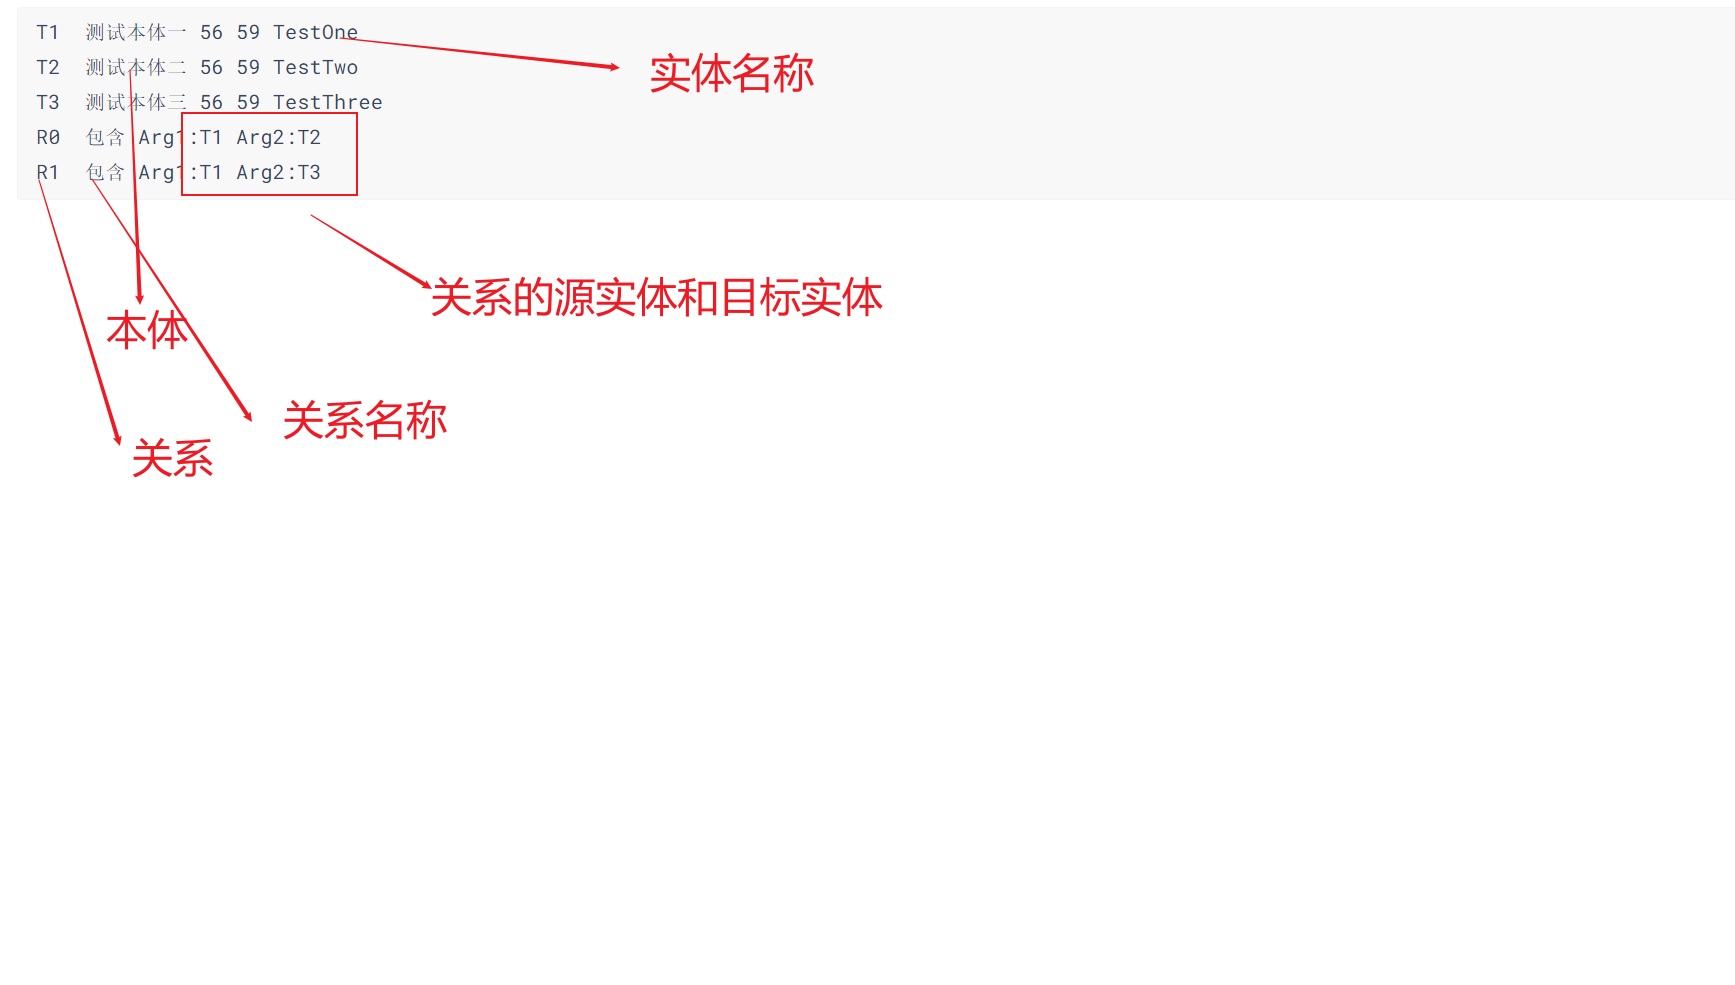 T1 测试本体一 56 59 TestOne
T2 测试本体二 56 59 TestTwo
T3 测试本体三 56 59 TestThree
R0 包含 Arg1:T1 Arg2:T2
R1 包含 Arg1:T1 Arg2:T3
实体名称
关系的源实体和目标实体
本体
关系名称
关系